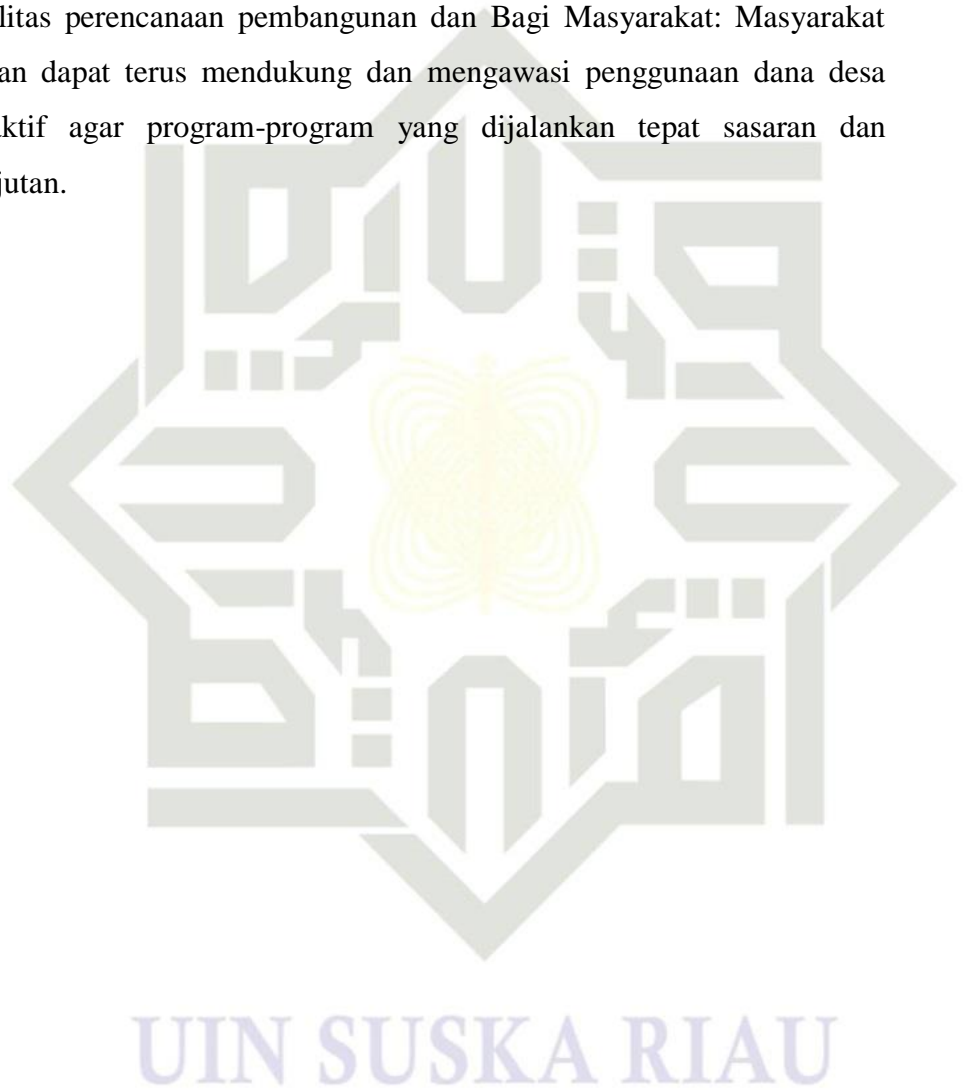 litas perencanaan pembangunan dan Bagi Masyarakat: Masyarakat
an dapat terus mendukung dan mengawasi penggunaan dana desa
aktif agar program-program yang dijalankan tepat sasaran dan
jutan.
UIN SUSKA RIAU